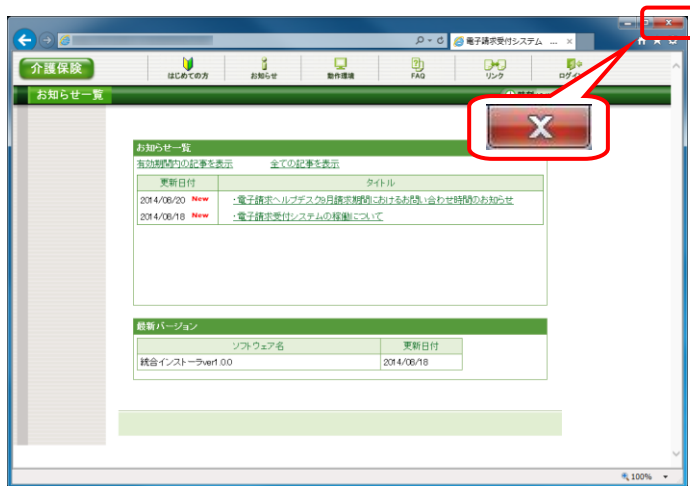 電子請求受付システム ... ×
介護保険
はじめての方
お知らせ
動作環境
FAQ
リンク
お知らせ一覧
お知らせ一覧
有効期間内の記事を表示 全ての記事を表示
更新日付 タイトル
2014/08/20 New ・電子請求ヘルプデスク9月請求期間におけるお問い合わせ時間のお知らせ
2014/08/18 New ・電子請求受付システムの稼働について
最新バージョン
ソフトウェア名 更新日付
統合インストーラver1.0.0 2014/08/18
100%